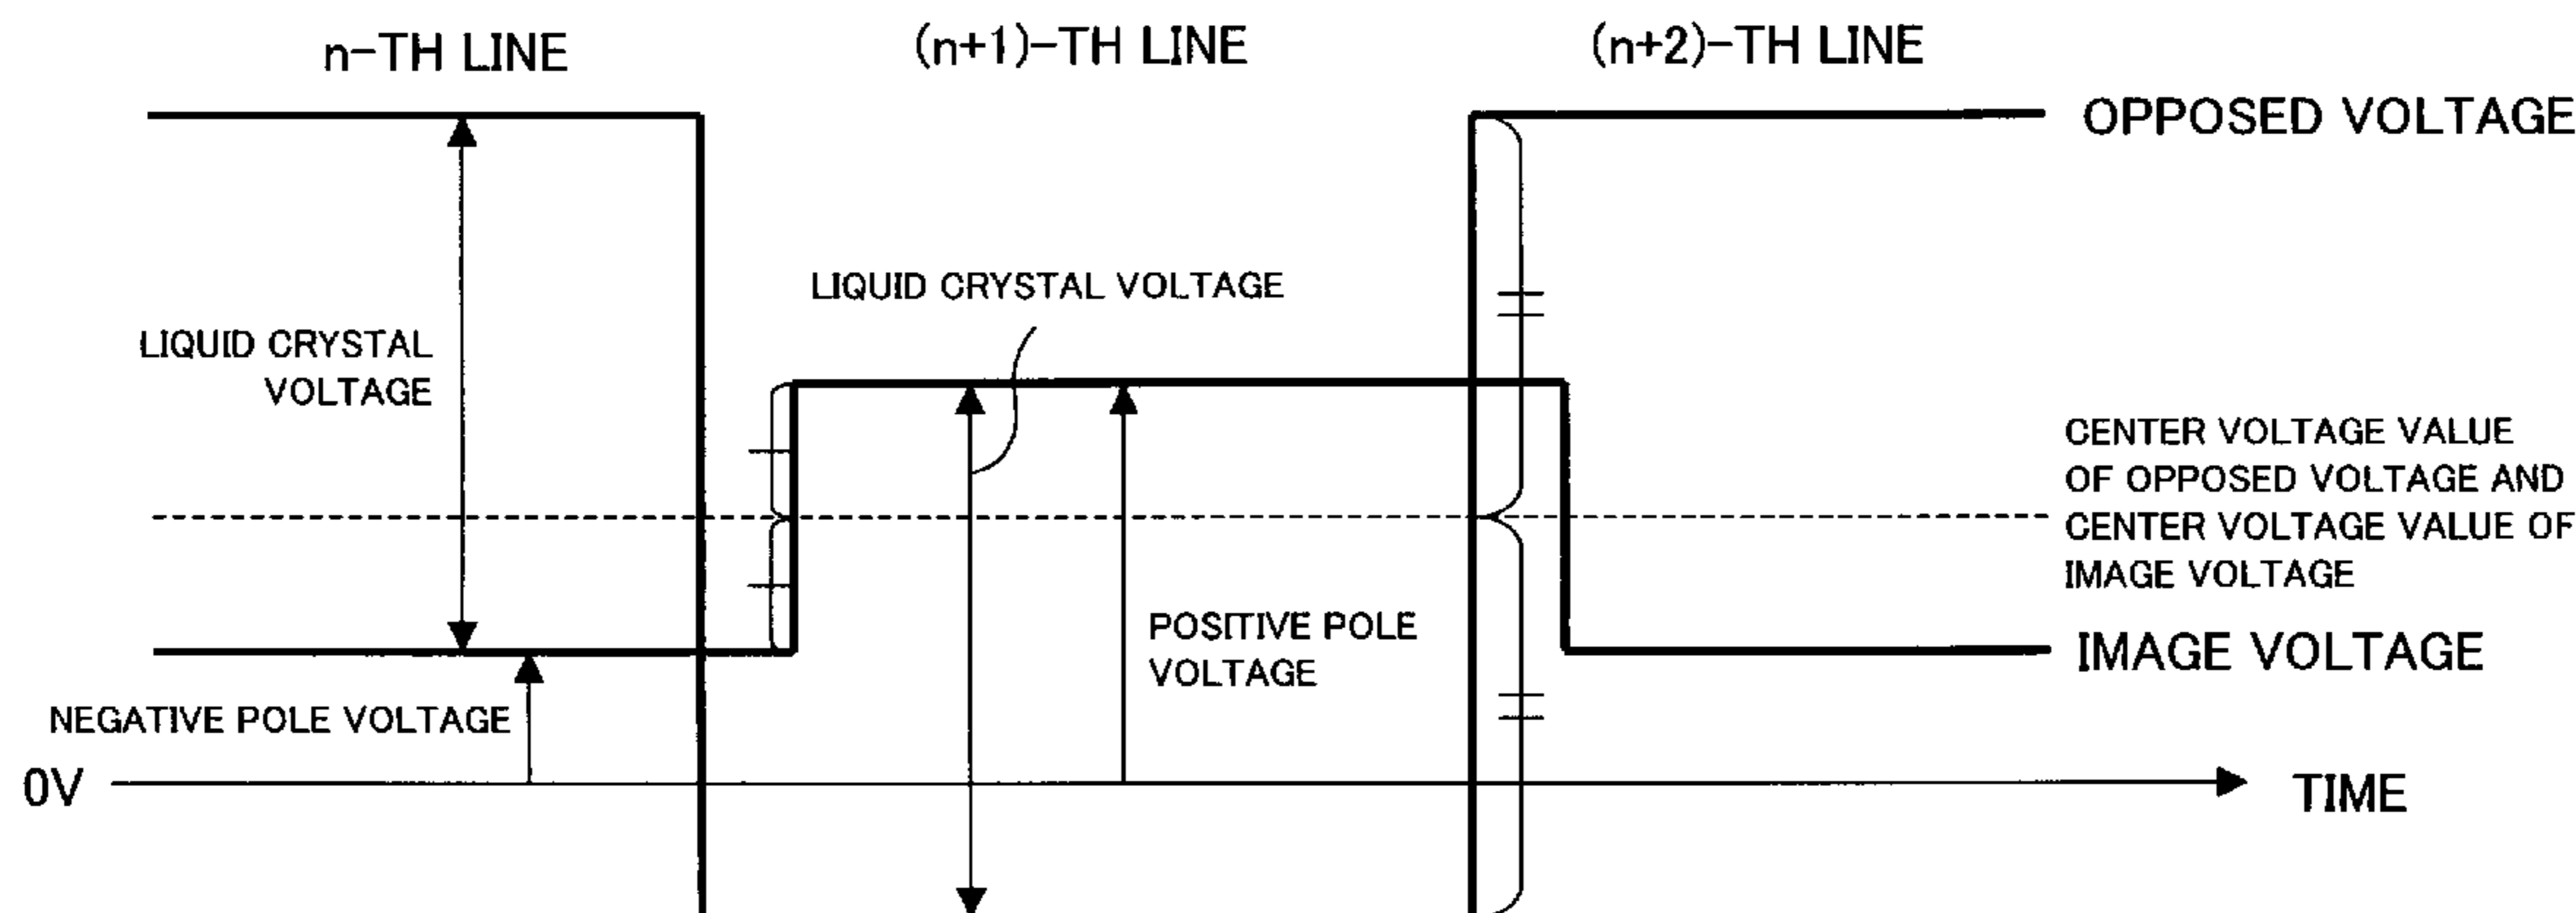 n-TH LINE
(n+1)-TH LINE
(n+2)-TH LINE
OPPOSED VOLTAGE
LIQUID CRYSTAL VOLTAGE
LIQUID CRYSTAL
VOLTAGE
CENTER VOLTAGE VALUE
OF OPPOSED VOLTAGE AND
CENTER VOLTAGE VALUE OF
IMAGE VOLTAGE
POSITIVE POLE
VOLTAGE
IMAGE VOLTAGE
NEGATIVE POLE VOLTAGE
0V
TIME